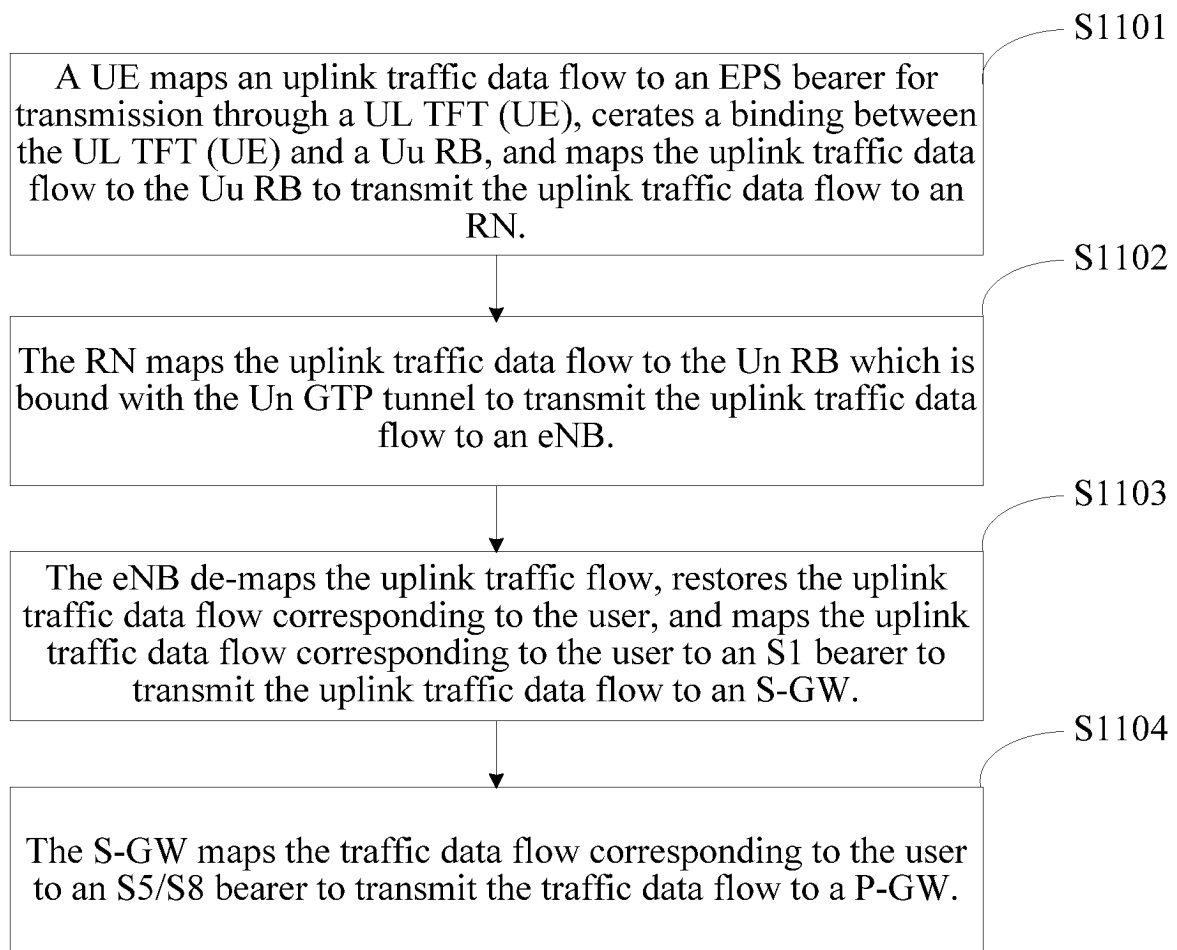 S1101
A UE maps an uplink traffic data flow to an EPS bearer for
transmission through a UL TFT (UE), cerates a binding between
the UL TFT (UE) and a Uu RB, and maps the uplink traffic data
flow to the Uu RB to transmit the uplink traffic data flow to an
RN.
S1102
The RN maps the uplink traffic data flow to the Un RB which is
bound with the Un GTP tunnel to transmit the uplink traffic data
flow to an eNB.
S1103
The eNB de-maps the uplink traffic flow, restores the uplink
traffic data flow corresponding to the user, and maps the uplink
traffic data flow corresponding to the user to an S1 bearer to
transmit the uplink traffic data flow to an S-GW.
S1104
The S-GW maps the traffic data flow corresponding to the user
to an S5/S8 bearer to transmit the traffic data flow to a P-GW.